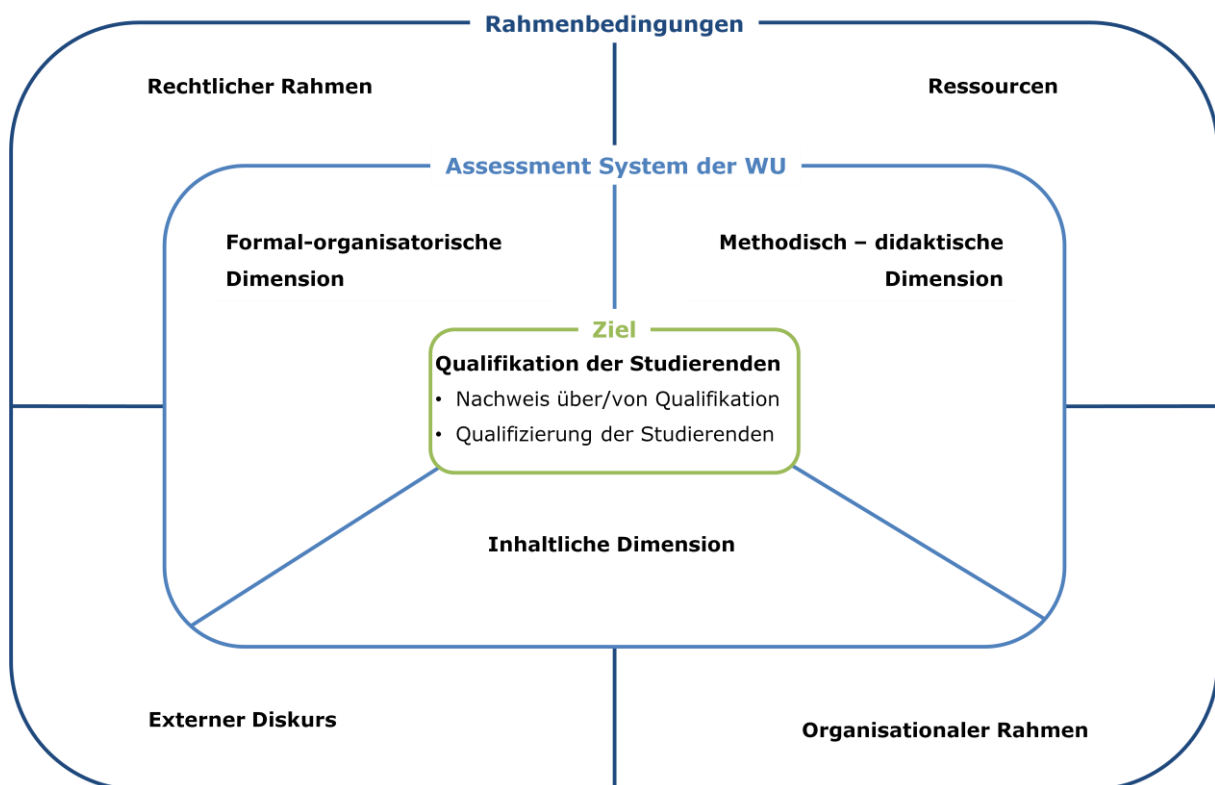 Rahmenbedingungen
Rechtlicher Rahmen
Ressourcen
Assessment System der WU
Formal-organisatorische
Dimension
Methodisch – didaktische
Dimension
Ziel
Qualifikation der Studierenden
• Nachweis über/von Qualifikation
• Qualifizierung der Studierenden
Inhaltliche Dimension
Externer Diskurs
Organisationaler Rahmen